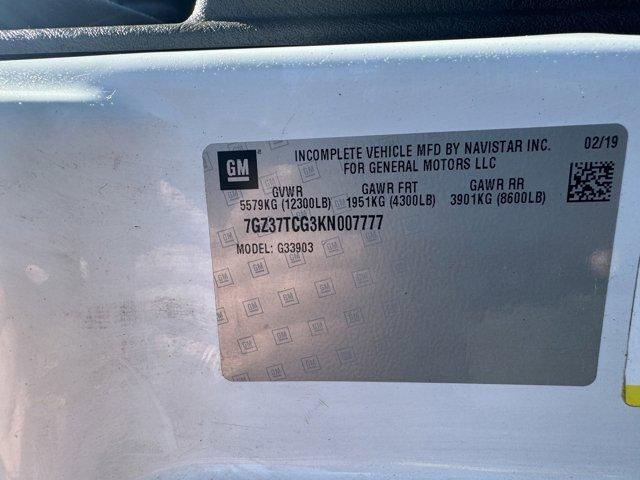 GM
INCOMPLETE VEHICLE MFD BY NAVISTAR INC.
FOR GENERAL MOTORS LLC
02/19
GVWR
5579KG (12300LB)
GAWR FRT
1951KG (4300LB)
GAWR RR
3901KG (8600LB)
7GZ37TCG3KN007777
MODEL: G33903